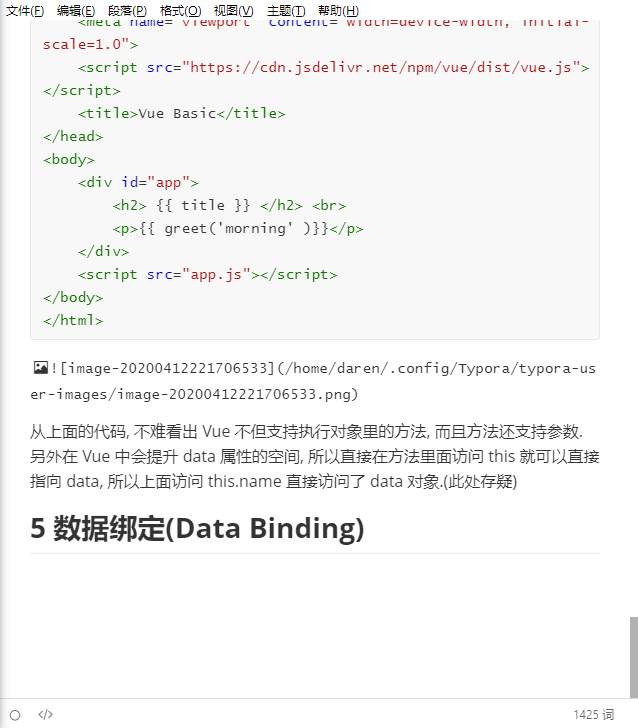 文件(F) 编辑(E) 段落(P) 格式(O) 视图(V) 主题(T) 帮助(H)
<meta name="viewport" content="width=device-width, initial-
scale=1.0">
<script src="https://cdn.jsdelivr.net/npm/vue/dist/vue.js">
</script>
<title>Vue Basic</title>
</head>
<body>
<div id="app">
<h2> {{ title }} </h2> <br>
<p>{{ greet('morning' )}}</p>
</div>
<script src="app.js"></script>
</body>
</html>
![image-20200412221706533](/home/daren/.config/Typora/typora-us
er-images/image-20200412221706533.png)
从上面的代码, 不难看出 Vue 不但支持执行对象里的方法, 而且方法还支持参数.
另外在 Vue 中会提升 data 属性的空间, 所以直接在方法里面访问 this 就可以直接
指向 data, 所以上面访问 this.name 直接访问了 data 对象.(此处存疑)
5 数据绑定(Data Binding)
</> 1425 词